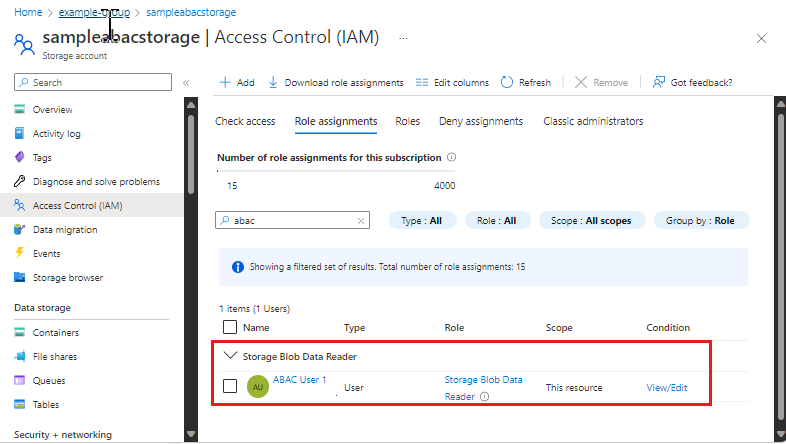 Home > example-group > sampleabacstorage
sampleabacstorage | Access Control (IAM) ...
Storage account
Search «
Overview
Activity log
Tags
Diagnose and solve problems
Access Control (IAM)
Data migration
Events
Storage browser
Data storage
Containers
File shares
Queues
Tables
Security + networking
Add Download role assignments Edit columns Refresh Remove Got feedback?
Check access Role assignments Roles Deny assignments Classic administrators
Number of role assignments for this subscription
15 4000
abac Type : All Role : All Scope : All scopes Group by : Role
Showing a filtered set of results. Total number of role assignments: 15
1 items (1 Users)
Name Type Role Scope Condition
Storage Blob Data Reader
AU ABAC User 1 User Storage Blob Data This resource View/Edit
Reader